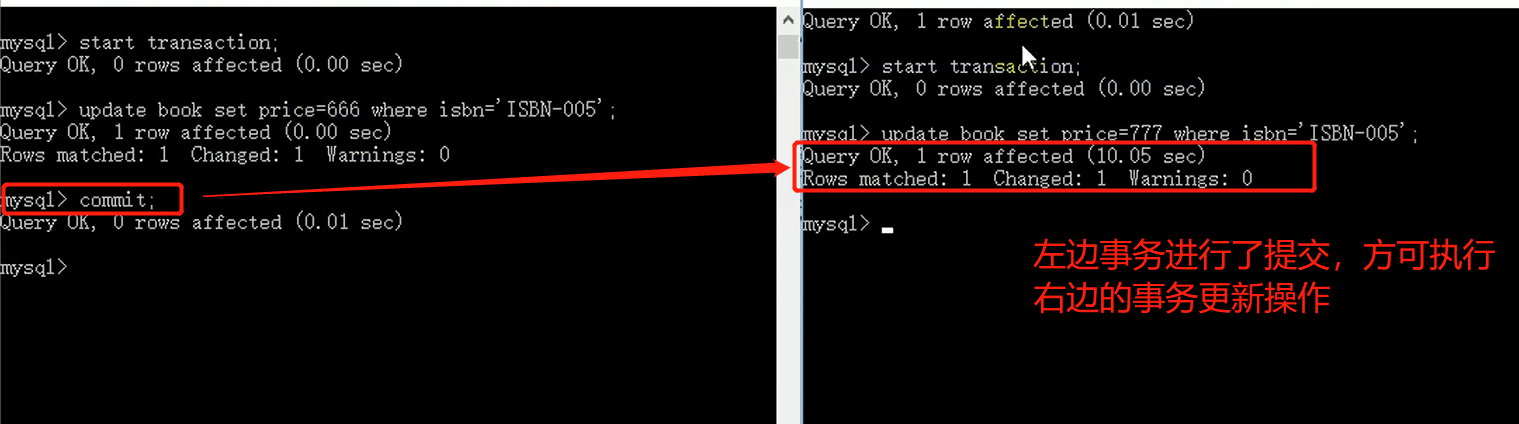 mysql> start transaction;
Query OK, 0 rows affected (0.00 sec)
mysql> update book set price=666 where isbn='ISBN-005';
Query OK, 1 row affected (0.00 sec)
Rows matched: 1  Changed: 1  Warnings: 0
mysql> commit;
Query OK, 0 rows affected (0.01 sec)
mysql>
Query OK, 1 row affected (0.01 sec)
mysql> start transaction;
Query OK, 0 rows affected (0.00 sec)
mysql> update book set price=777 where isbn='ISBN-005';
Query OK, 1 row affected (10.05 sec)
Rows matched: 1  Changed: 1  Warnings: 0
mysql>
左边事务进行了提交，方可执行
右边的事务更新操作